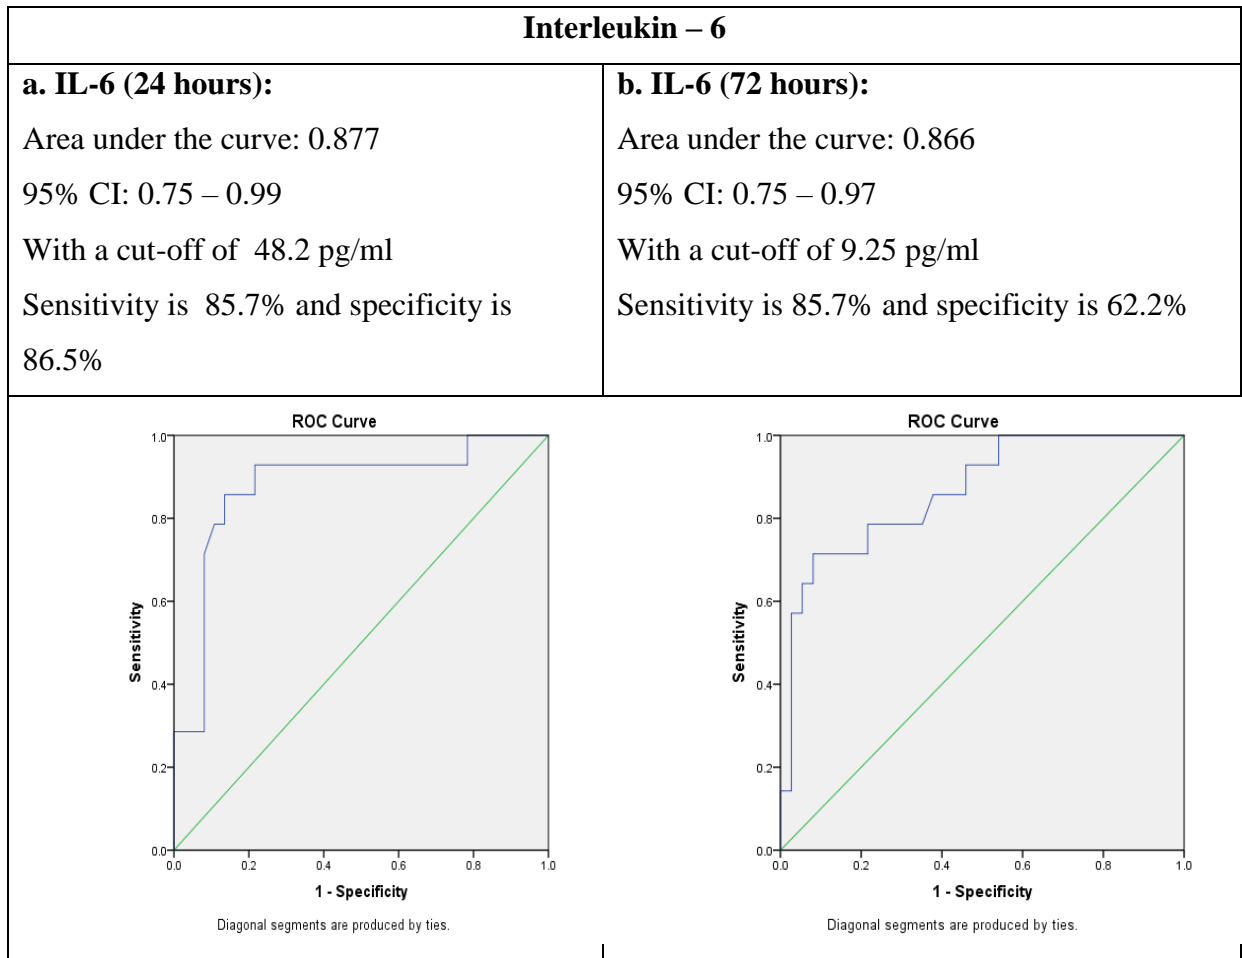 Interleukin – 6
a. IL-6 (24 hours):
Area under the curve: 0.877
95% CI: 0.75 – 0.99
With a cut-off of 48.2 pg/ml
Sensitivity is 85.7% and specificity is
86.5%
b. IL-6 (72 hours):
Area under the curve: 0.866
95% CI: 0.75 – 0.97
With a cut-off of 9.25 pg/ml
Sensitivity is 85.7% and specificity is 62.2%
ROC Curve
1.0
0.8
0.6
0.4
0.2
0.0
Sensitivity
0.0 0.2 0.4 0.6 0.8 1.0
1 - Specificity
Diagonal segments are produced by ties.
ROC Curve
1.0
0.8
0.6
0.4
0.2
0.0
Sensitivity
0.0 0.2 0.4 0.6 0.8 1.0
1 - Specificity
Diagonal segments are produced by ties.